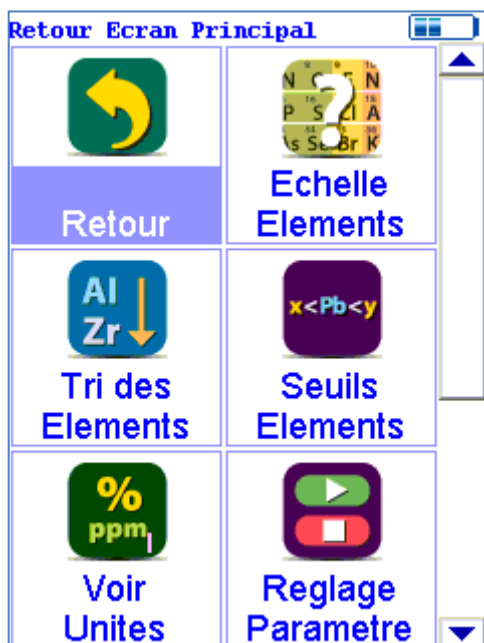 Retour Ecran Principal
Retour
Echelle
Elements
Al
Zr
x<Pb<y
Tri des
Elements
Seuils
Elements
%
ppm
Voir
Unites
Reglage
Parametre